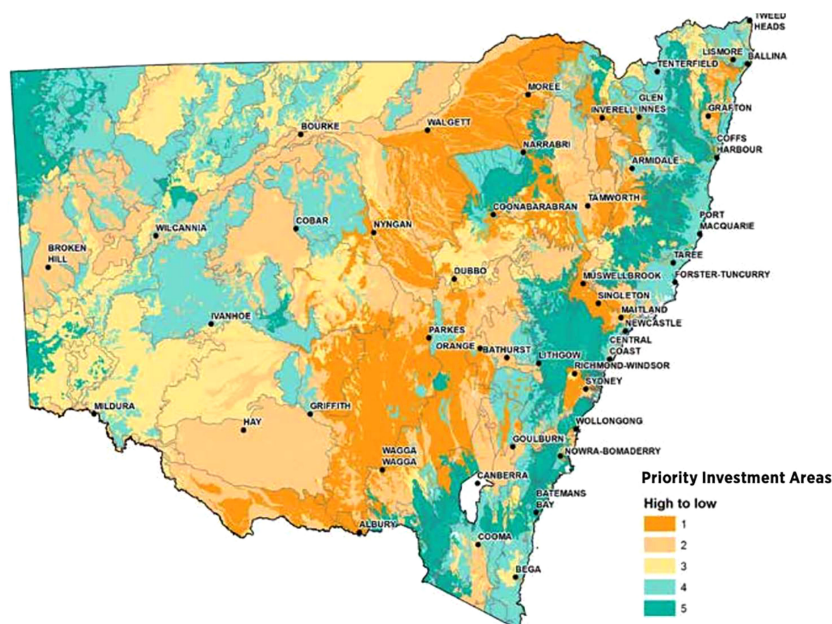 TWEED
HEADS
LISMORE
BALLINA
TENTERFIELD
MOREE
GLEN
INNES
INVERELL
GRAFTON
BOURKE
WALGETT
NARRABRI
COFFS
HARBOUR
ARMIDALE
COONABARABRAN
TAMWORTH
WILCANNIA
COBAR
NYNGAN
PORT
MACQUARIE
BROKEN
HILL
TAREE
DUBBO
MUSWELLBROOK
FORSTER-TUNCURRY
SINGLETON
IVANHOE
MAITLAND
NEWCASTLE
PARKES
CENTRAL
COAST
ORANGE
BATHURST
LITHGOW
RICHMOND-WINDSOR
SYDNEY
MILDURA
GRIFFITH
HAY
WOLLONGONG
GOULBURN
NOWRA-BOMADERRY
WAGGA
WAGGA
CANBERRA
BATEMANS
BAY
ALBURY
COOMA
BEGA
Priority Investment Areas
High to low
1
2
3
4
5